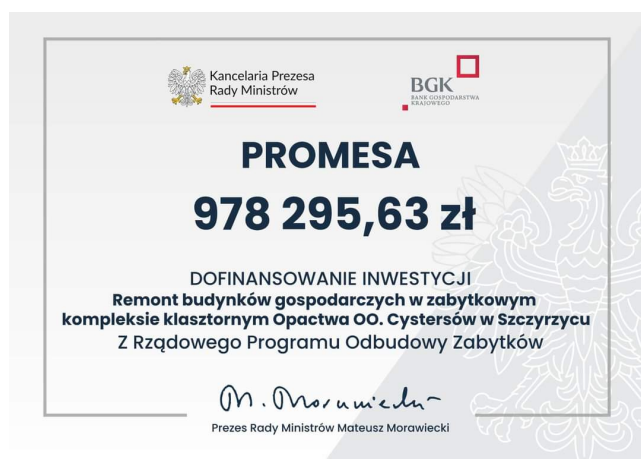 Kancelaria Prezesa
Rady Ministrów
BGK
BANK GOSPODARSTWA
KRAJOWEGO
PROMESA
978 295,63 zł
DOFINANSOWANIE INWESTYCJI
Remont budynków gospodarczych w zabytkowym
kompleksie klasztornym Opactwa OO. Cystersów w Szczyrzycu
Z Rządowego Programu Odbudowy Zabytków
M. Morawiecki
Prezes Rady Ministrów Mateusz Morawiecki